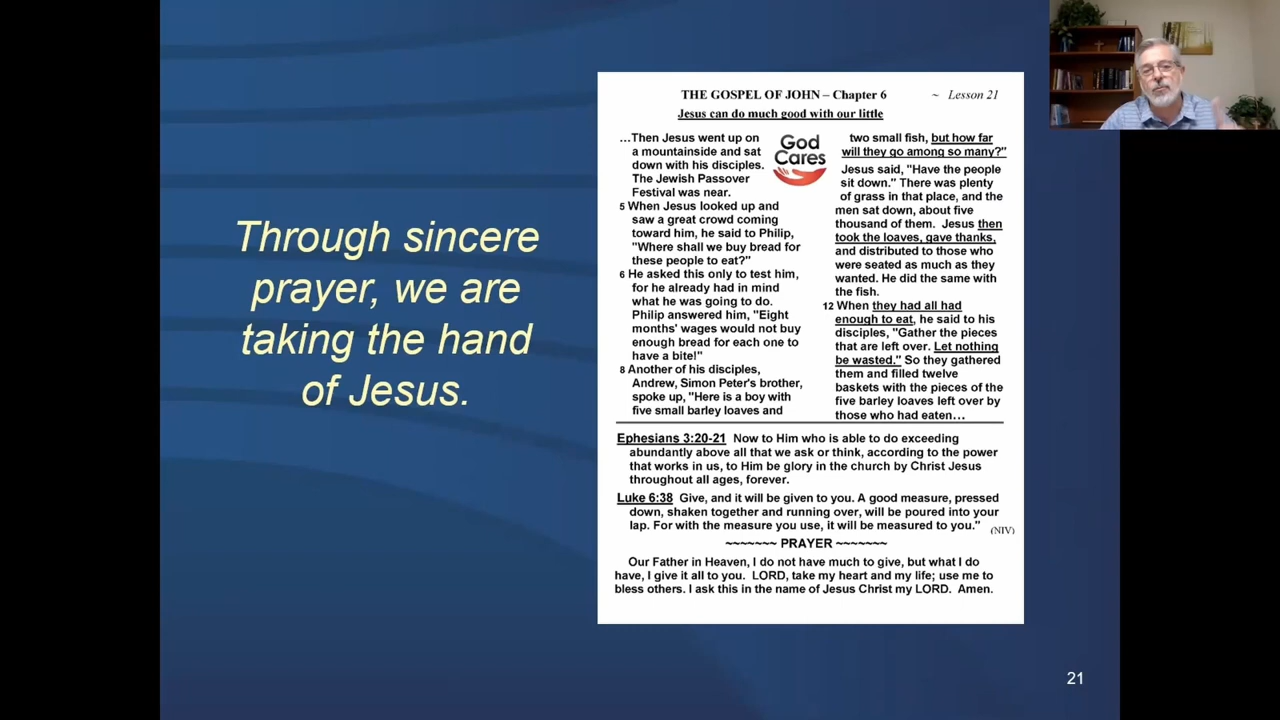 Through sincere
prayer, we are
taking the hand
of Jesus.
THE GOSPEL OF JOHN – Chapter 6 ~ Lesson 21
Jesus can do much good with our little
…Then Jesus went up on
a mountainside and sat
down with his disciples.
The Jewish Passover
Festival was near.
5 When Jesus looked up and
saw a great crowd coming
toward him, he said to Philip,
"Where shall we buy bread for
these people to eat?"
6 He asked this only to test him,
for he already had in mind
what he was going to do.
Philip answered him, "Eight
months' wages would not buy
enough bread for each one to
have a bite!"
8 Another of his disciples,
Andrew, Simon Peter's brother,
spoke up, "Here is a boy with
five small barley loaves and
God
Cares
two small fish, but how far
will they go among so many?"
Jesus said, "Have the people
sit down." There was plenty
of grass in that place, and the
men sat down, about five
thousand of them. Jesus then
took the loaves, gave thanks,
and distributed to those who
were seated as much as they
wanted. He did the same with
the fish.
12 When they had all had
enough to eat, he said to his
disciples, "Gather the pieces
that are left over. Let nothing
be wasted." So they gathered
them and filled twelve
baskets with the pieces of the
five barley loaves left over by
those who had eaten…
Ephesians 3:20-21 Now to Him who is able to do exceeding
abundantly above all that we ask or think, according to the power
that works in us, to Him be glory in the church by Christ Jesus
throughout all ages, forever.
Luke 6:38 Give, and it will be given to you. A good measure, pressed
down, shaken together and running over, will be poured into your
lap. For with the measure you use, it will be measured to you." (NIV)
~~~~~~~ PRAYER ~~~~~~~
Our Father in Heaven, I do not have much to give, but what I do
have, I give it all to you. LORD, take my heart and my life; use me to
bless others. I ask this in the name of Jesus Christ my LORD. Amen.
21